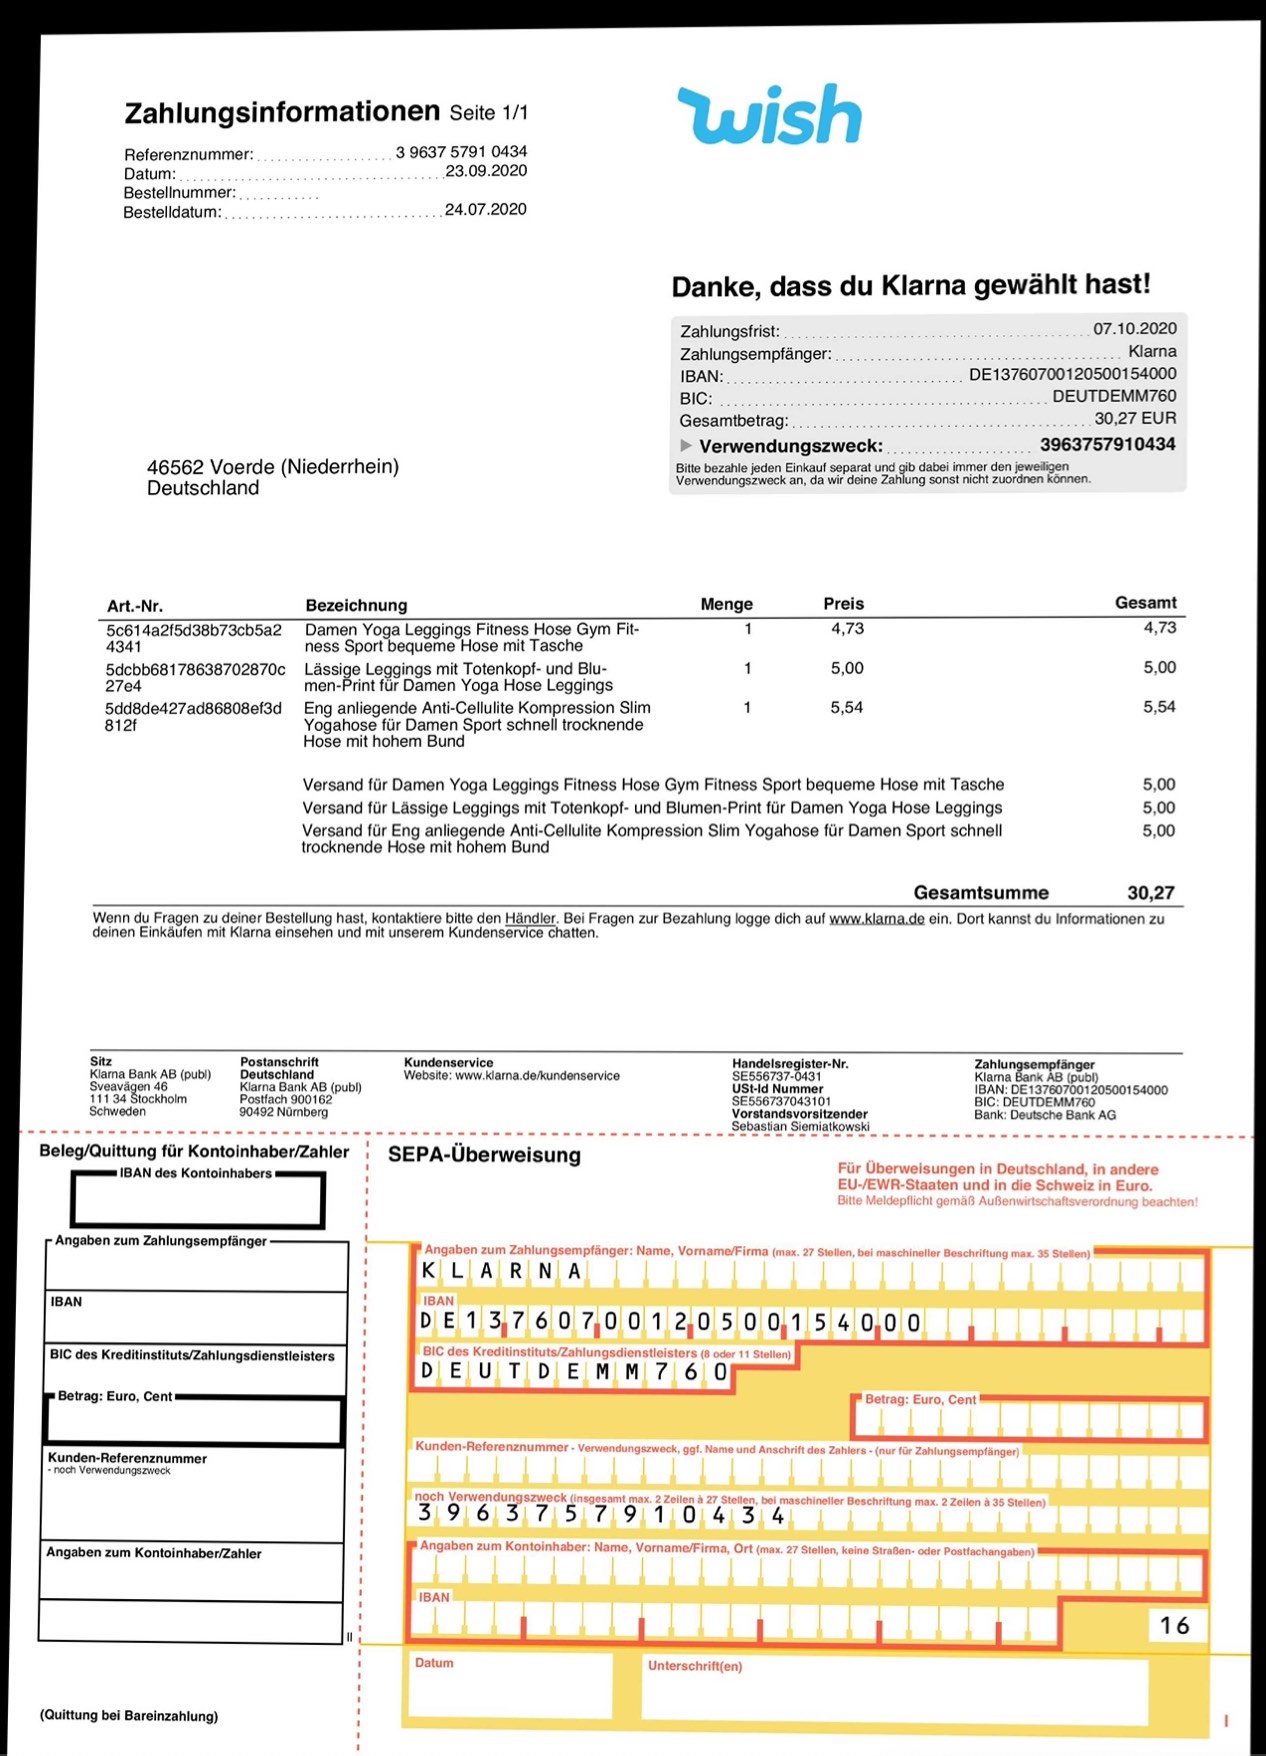 Zahlungsinformationen Seite 1/1
wish
Referenznummer: 3 9637 5791 0434
Datum: 23.09.2020
Bestellnummer:
Bestelldatum: 24.07.2020
Danke, dass du Klarna gewählt hast!
Zahlungsfrist: 07.10.2020
Zahlungsempfänger: Klarna
IBAN: DE13760700120500154000
BIC: DEUTDEMM760
Gesamtbetrag: 30,27 EUR
Verwendungszweck: 3963757910434
Bitte bezahle jeden Einkauf separat und gib dabei immer den jeweiligen
Verwendungszweck an, da wir deine Zahlung sonst nicht zuordnen können.
46562 Voerde (Niederrhein)
Deutschland
Art.-Nr. Bezeichnung Menge Preis Gesamt
5c614a2f5d38b73cb5a2 Damen Yoga Leggings Fitness Hose Gym Fit- 1 4,73 4,73
4341 ness Sport bequeme Hose mit Tasche
5dcbb68178638702870c Lässige Leggings mit Totenkopf- und Blu- 1 5,00 5,00
27e4 men-Print für Damen Yoga Hose Leggings
5dd8de427ad86808ef3d Eng anliegende Anti-Cellulite Kompression Slim 1 5,54 5,54
812f Yogahose für Damen Sport schnell trocknende
Hose mit hohem Bund
Versand für Damen Yoga Leggings Fitness Hose Gym Fitness Sport bequeme Hose mit Tasche 5,00
Versand für Lässige Leggings mit Totenkopf- und Blumen-Print für Damen Yoga Hose Leggings 5,00
Versand für Eng anliegende Anti-Cellulite Kompression Slim Yogahose für Damen Sport schnell 5,00
trocknende Hose mit hohem Bund
Gesamtsumme 30,27
Wenn du Fragen zu deiner Bestellung hast, kontaktiere bitte den Händler. Bei Fragen zur Bezahlung logge dich auf www.klarna.de ein. Dort kannst du Informationen zu
deinen Einkäufen mit Klarna einsehen und mit unserem Kundenservice chatten.
Sitz
Klarna Bank AB (publ)
Sveavägen 46
111 34 Stockholm
Schweden
Postanschrift
Deutschland
Klarna Bank AB (publ)
Postfach 900162
90492 Nürnberg
Kundenservice
Website: www.klarna.de/kundenservice
Handelsregister-Nr.
SE556737-0431
USt-Id Nummer
SE556737043101
Vorstandsvorsitzender
Sebastian Siemiatkowski
Zahlungsempfänger
Klarna Bank AB (publ)
IBAN: DE13760700120500154000
BIC: DEUTDEMM760
Bank: Deutsche Bank AG
Beleg/Quittung für Kontoinhaber/Zahler
IBAN des Kontoinhabers
Angaben zum Zahlungsempfänger
IBAN
BIC des Kreditinstituts/Zahlungsdienstleisters
Betrag: Euro, Cent
Kunden-Referenznummer
- noch Verwendungszweck
Angaben zum Kontoinhaber/Zahler
II
(Quittung bei Bareinzahlung)
SEPA-Überweisung
Für Überweisungen in Deutschland, in andere
EU-/EWR-Staaten und in die Schweiz in Euro.
Bitte Meldepflicht gemäß Außenwirtschaftsverordnung beachten!
Angaben zum Zahlungsempfänger: Name, Vorname/Firma (max. 27 Stellen, bei maschineller Beschriftung max. 35 Stellen)
KLARNA
IBAN
DE13760700120500154000
BIC des Kreditinstituts/Zahlungsdienstleisters (8 oder 11 Stellen)
DEUTDEMM760
Betrag: Euro, Cent
Kunden-Referenznummer - Verwendungszweck, ggf. Name und Anschrift des Zahlers - (nur für Zahlungsempfänger)
noch Verwendungszweck (insgesamt max. 2 Zeilen à 27 Stellen, bei maschineller Beschriftung max. 2 Zeilen à 35 Stellen)
3963757910434
Angaben zum Kontoinhaber: Name, Vorname/Firma, Ort (max. 27 Stellen, keine Straßen- oder Postfachangaben)
IBAN
16
Datum
Unterschrift(en)
I